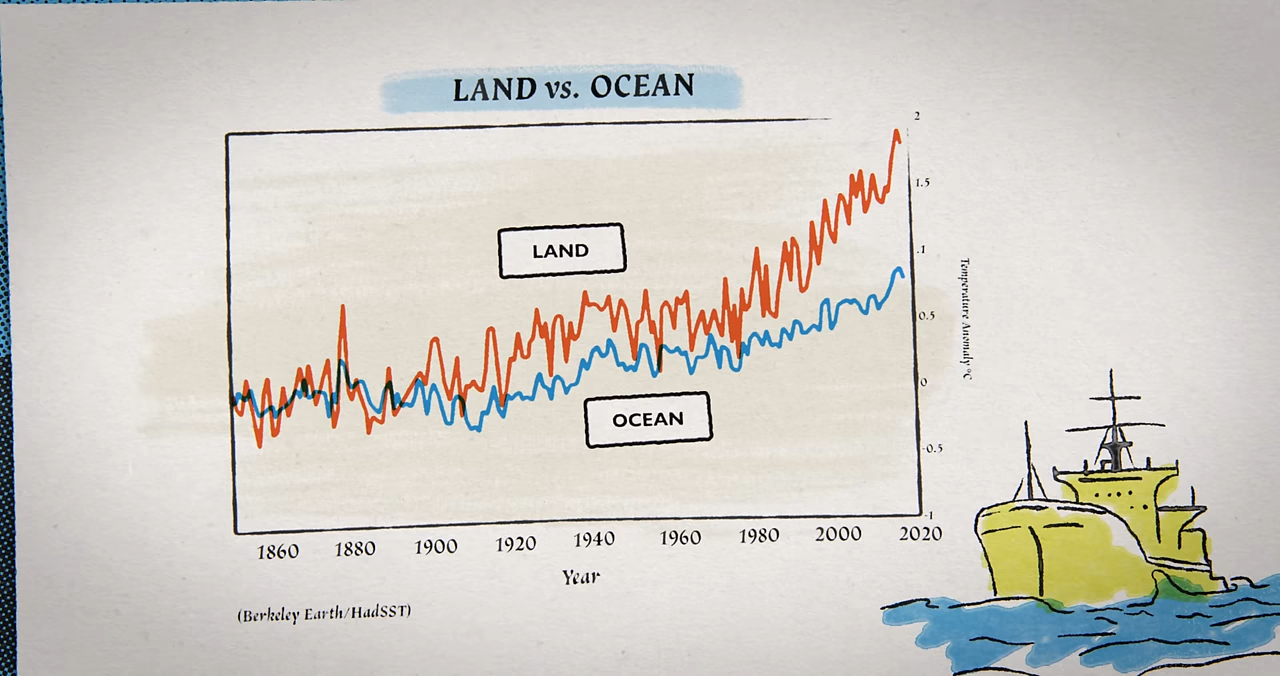 LAND vs. OCEAN
2
1.5
LAND
.1
Temperature Anomaly °C
0.5
0
OCEAN
-0.5
-1
1860 1880 1900 1920 1940 1960 1980 2000 2020
Year
(Berkeley Earth/HadSST)